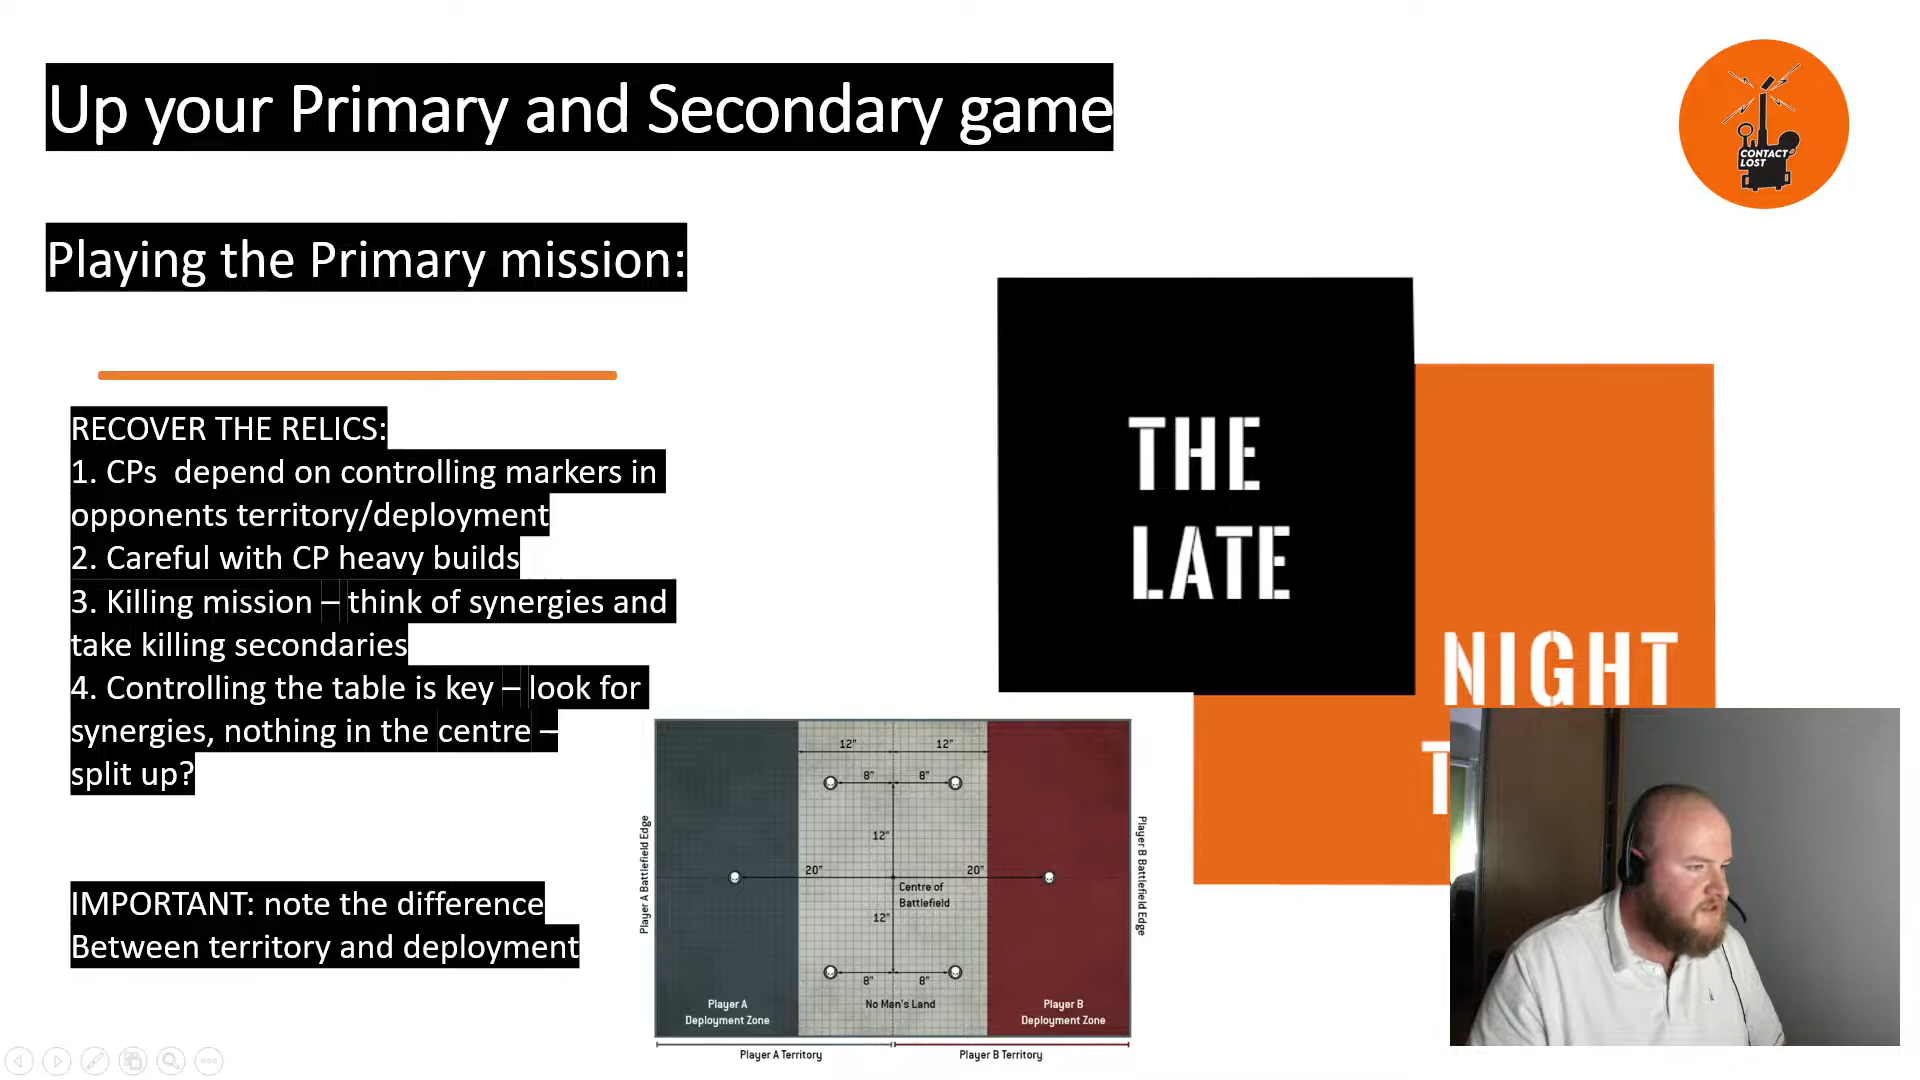 Up your Primary and Secondary game
CONTACT
LOST
Playing the Primary mission:
RECOVER THE RELICS:
1. CPs  depend on controlling markers in
opponents territory/deployment
2. Careful with CP heavy builds
3. Killing mission – think of synergies and
take killing secondaries
4. Controlling the table is key – look for
synergies, nothing in the centre –
split up?
IMPORTANT: note the difference
Between territory and deployment
THE
LATE
NIGHT
T
12" 12"
8" 8"
12"
20" 20"
Centre of
Battlefield
12"
8" 8"
No Man's Land
Player A
Deployment Zone
Player B
Deployment Zone
Player A Battlefield Edge
Player B Battlefield Edge
Player A Territory
Player B Territory